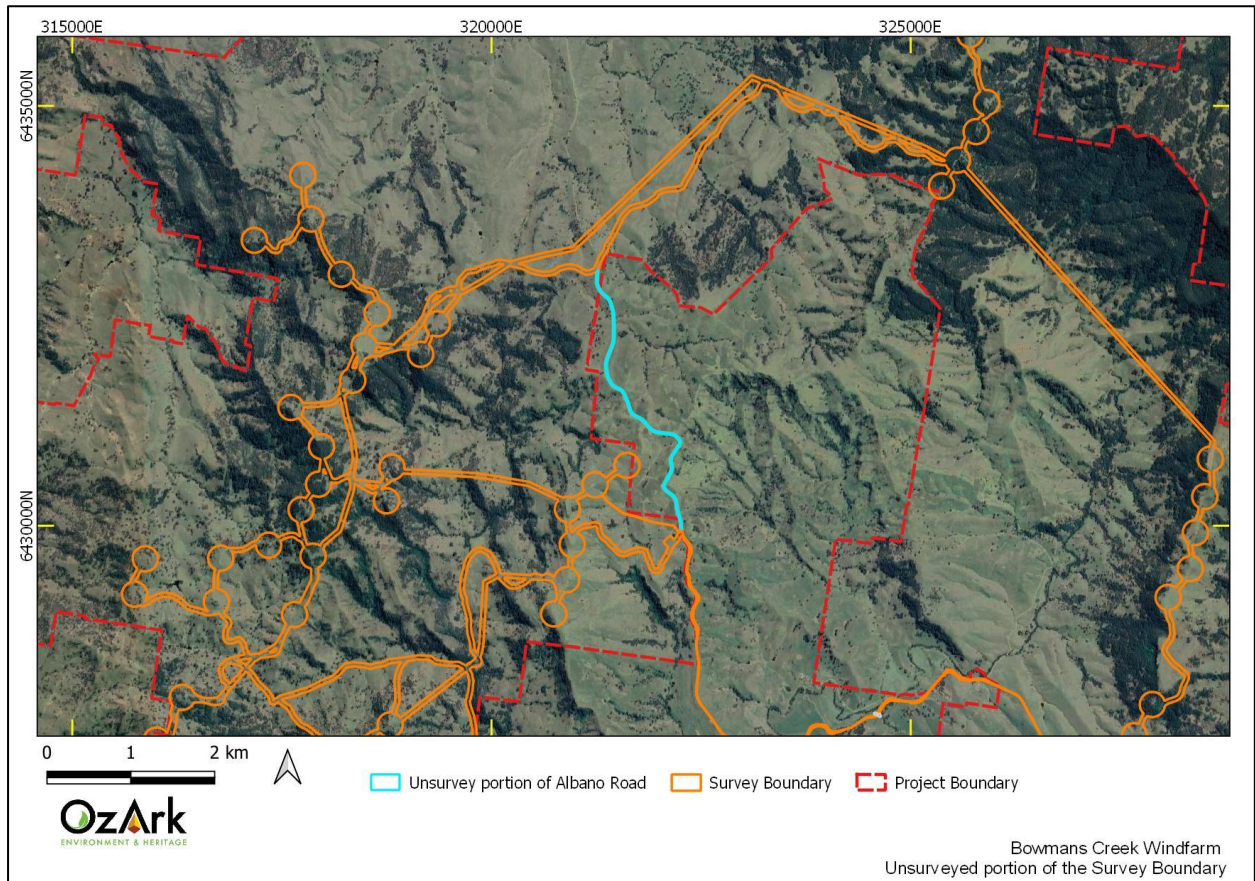 315000E
320000E
325000E
6435000N
6430000N
0 1 2 km
Unsurvey portion of Albano Road
Survey Boundary
Project Boundary
OzArk
ENVIRONMENT & HERITAGE
Bowmans Creek Windfarm
Unsurveyed portion of the Survey Boundary